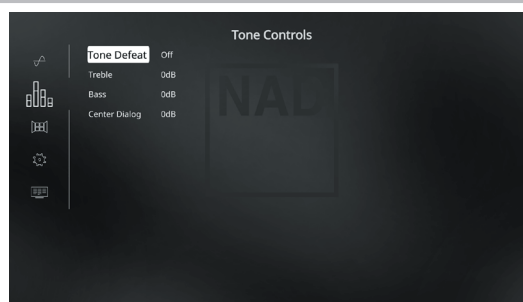 Tone Controls
Tone Defeat Off
Treble 0dB
Bass 0dB
Center Dialog 0dB
NAD